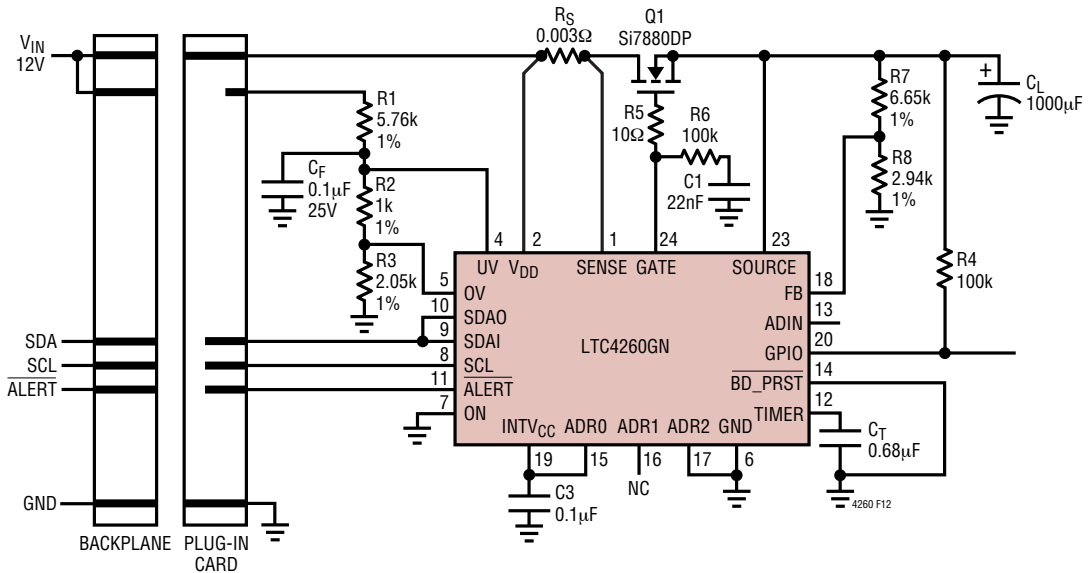 VIN
12V
RS
0.003Ω
Q1
Si7880DP
R1
5.76k
1%
R5
10Ω
R6
100k
R7
6.65k
1%
+
CL
1000µF
CF
0.1µF
25V
R2
1k
1%
C1
22nF
R8
2.94k
1%
R3
2.05k
1%
R4
100k
4
2
1
24
23
UV
VDD
SENSE
GATE
SOURCE
5
OV
18
FB
10
SDAO
13
ADIN
SDA
9
SDAI
LTC4260GN
20
GPIO
SCL
8
SCL
14
BD_PRST
ALERT
11
ALERT
12
TIMER
7
ON
INTVCC
ADR0
ADR1
ADR2
GND
CT
0.68µF
19
15
16
17
6
NC
C3
0.1µF
GND
4260 F12
BACKPLANE
PLUG-IN
CARD